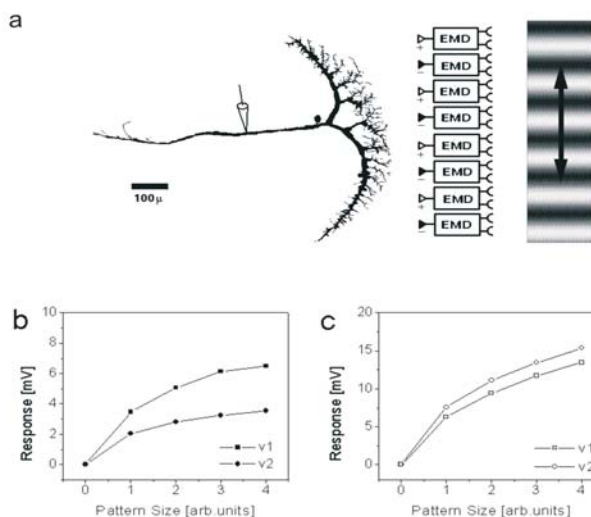 a
EMD
+
EMD
−
EMD
+
EMD
−
EMD
+
EMD
−
EMD
+
EMD
−
100μ
b
10
8
6
4
2
0
Response [mV]
v1
v2
0 1 2 3 4
Pattern Size [arb.units]
c
20
15
10
5
0
Response [mV]
v1
v2
0 1 2 3 4
Pattern Size [arb.units]